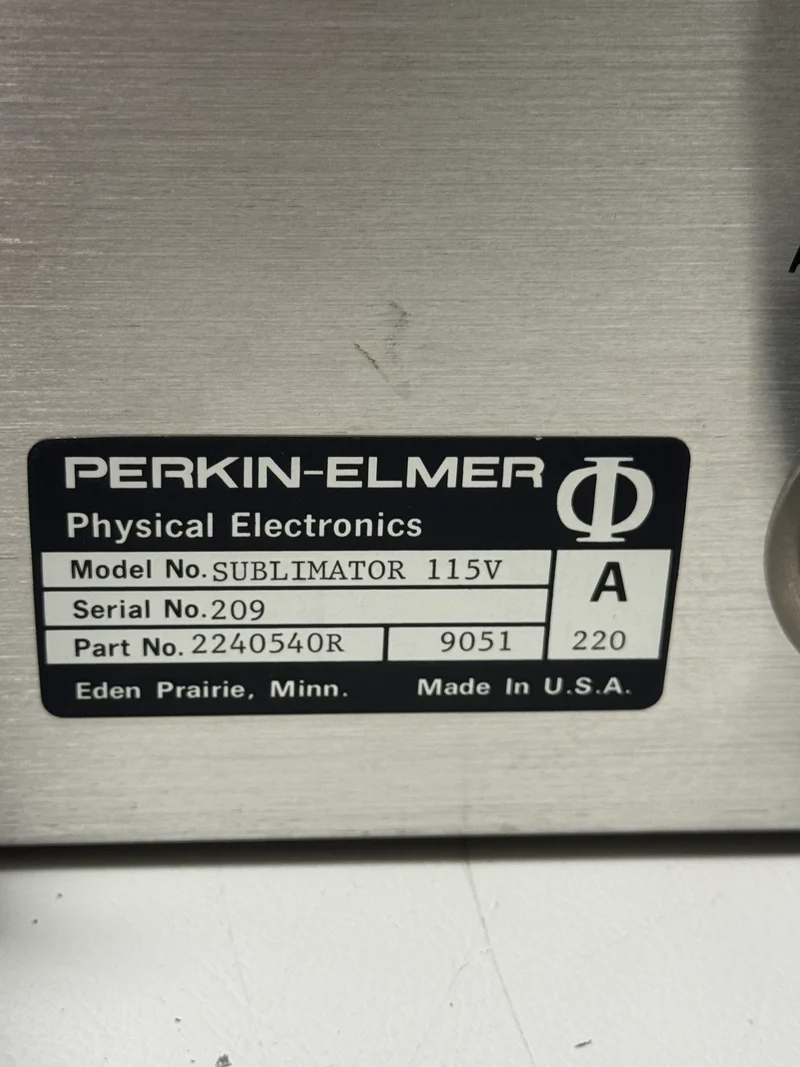 PERKIN-ELMER Φ
Physical Electronics
Model No. SUBLIMATOR 115V
A
Serial No. 209
Part No. 2240540R 9051 220
Eden Prairie, Minn. Made In U.S.A.